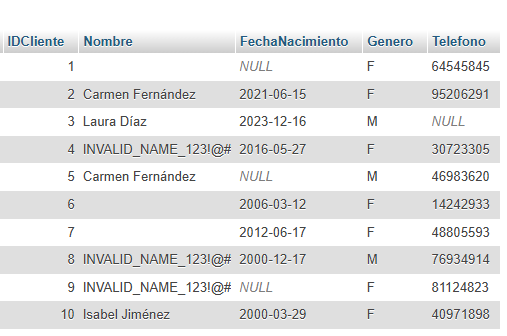 IDCliente Nombre FechaNacimiento Genero Telefono
1 NULL F 64545845
2 Carmen Fernández 2021-06-15 F 95206291
3 Laura Díaz 2023-12-16 M NULL
4 INVALID_NAME_123!@# 2016-05-27 F 30723305
5 Carmen Fernández NULL M 46983620
6 2006-03-12 F 14242933
7 2012-06-17 F 48805593
8 INVALID_NAME_123!@# 2000-12-17 M 76934914
9 INVALID_NAME_123!@# NULL F 81124823
10 Isabel Jiménez 2000-03-29 F 40971898